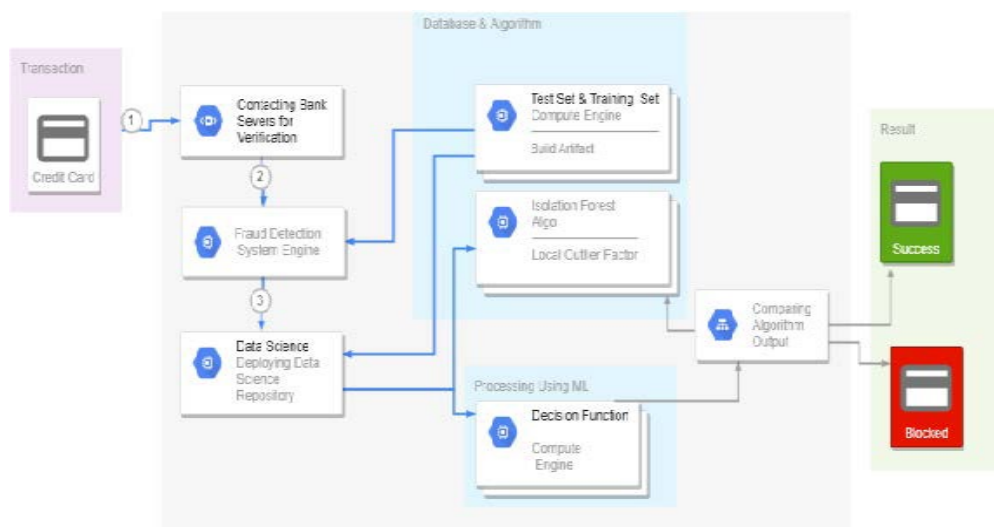 Database & Algorithm
Transaction
Credit Card
1
Contacting Bank
Severs for
Verification
2
Fraud Detection
System Engine
3
Data Science
Deploying Data
Science
Repository
Test Set & Training Set
Compute Engine
Build Artifact
Isolation Forest
Algo
Local Outlier Factor
Processing Using ML
Decision Function
Compute
Engine
Comparing
Algorithm
Output
Result
Success
Blocked